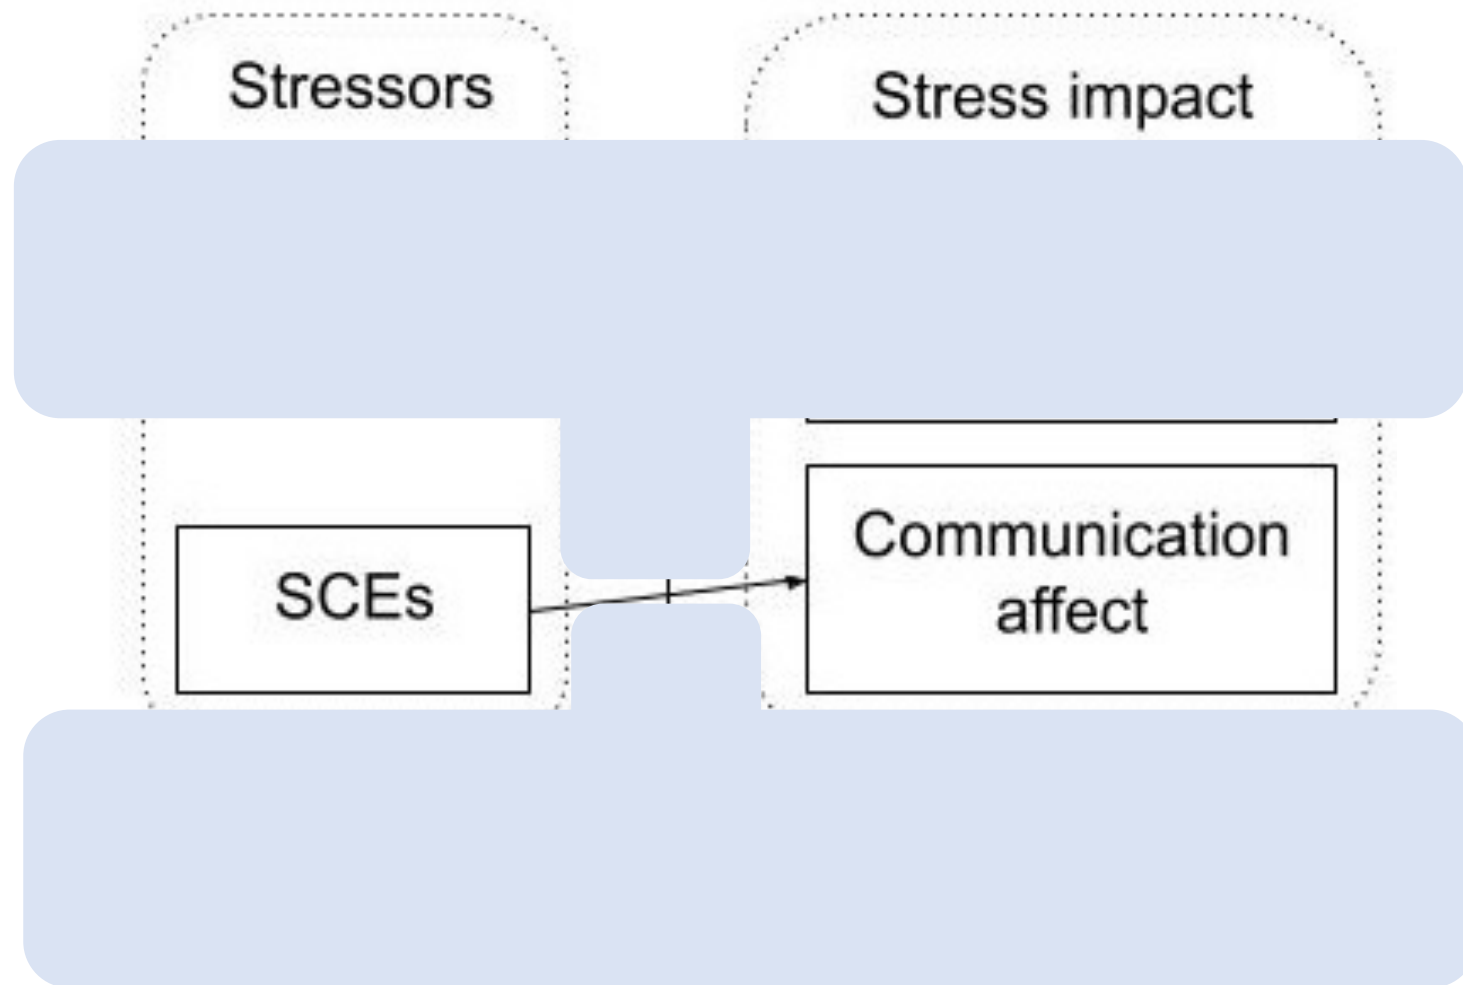 Stressors
Stress impact
SCEs
Communication
affect